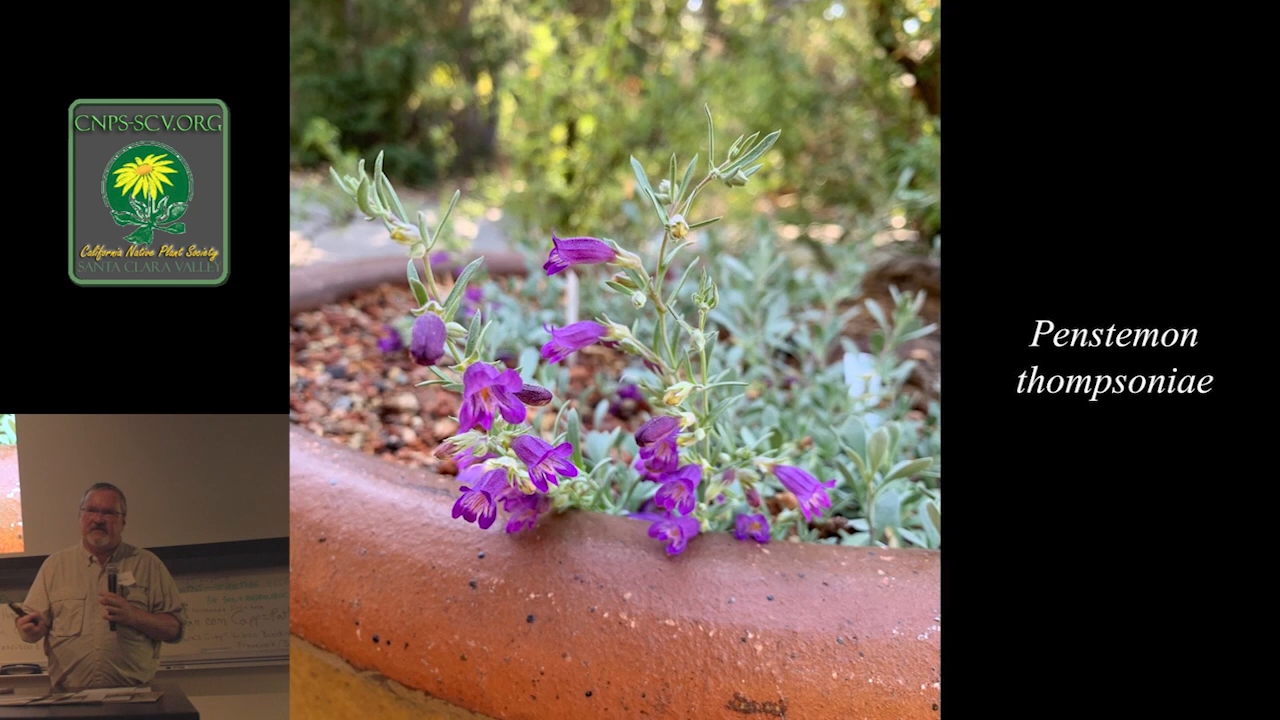 CNPS-SCV.ORG
California Native Plant Society
SANTA CLARA VALLEY
Penstemon
thompsoniae